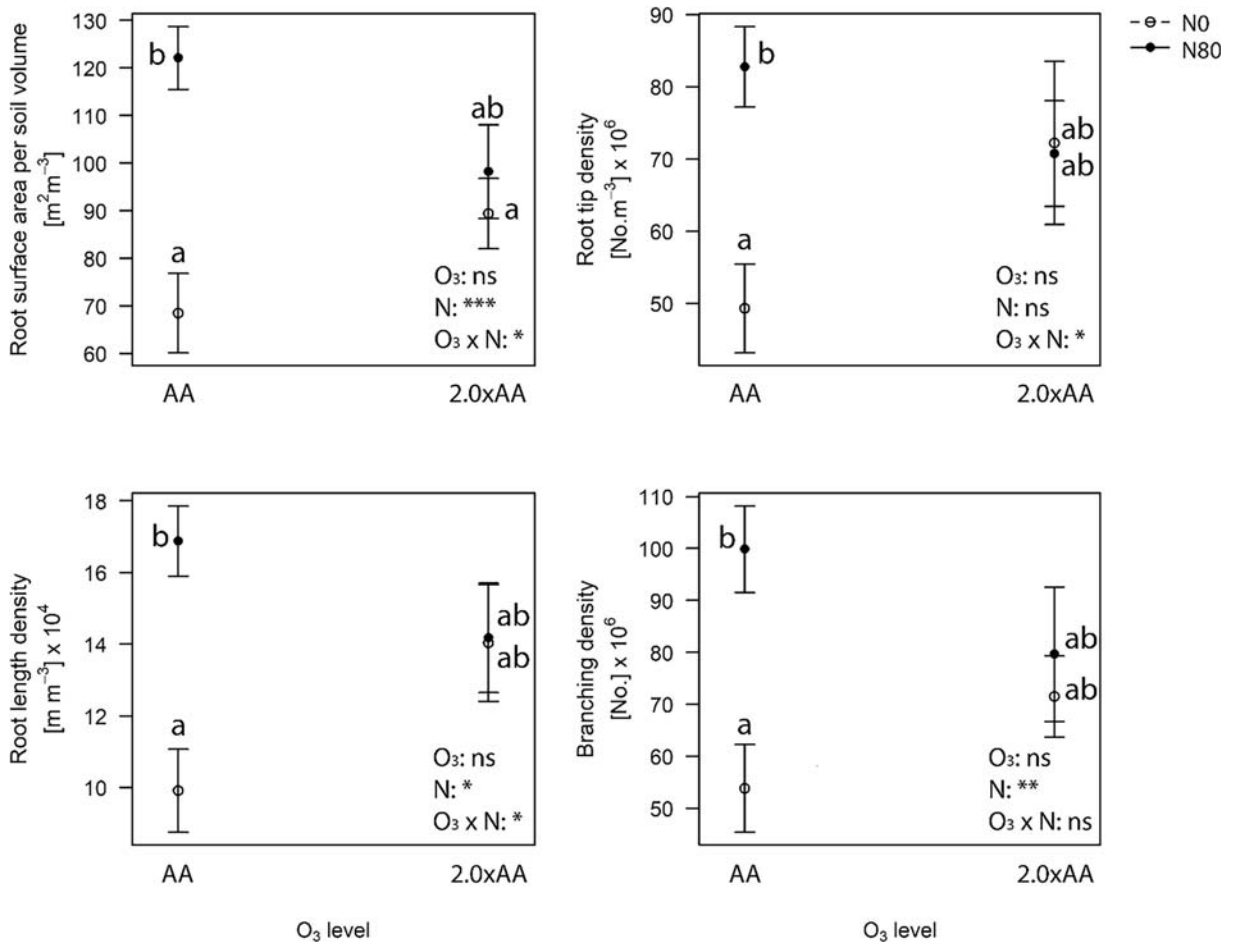 Root surface area per soil volume
[m²m⁻³]
130
120
110
100
90
80
70
60
b
a
ab
a
O₃: ns
N: ***
O₃ x N: *
AA
2.0xAA
Root tip density
[No.m⁻³] x 10⁶
90
80
70
60
50
b
a
ab
ab
O₃: ns
N: ns
O₃ x N: *
AA
2.0xAA
N0
N80
Root length density
[m m⁻³] x 10⁴
18
16
14
12
10
b
a
ab
ab
O₃: ns
N: *
O₃ x N: *
AA
2.0xAA
O₃ level
Branching density
[No.] x 10⁶
110
100
90
80
70
60
50
b
a
ab
ab
O₃: ns
N: **
O₃ x N: ns
AA
2.0xAA
O₃ level